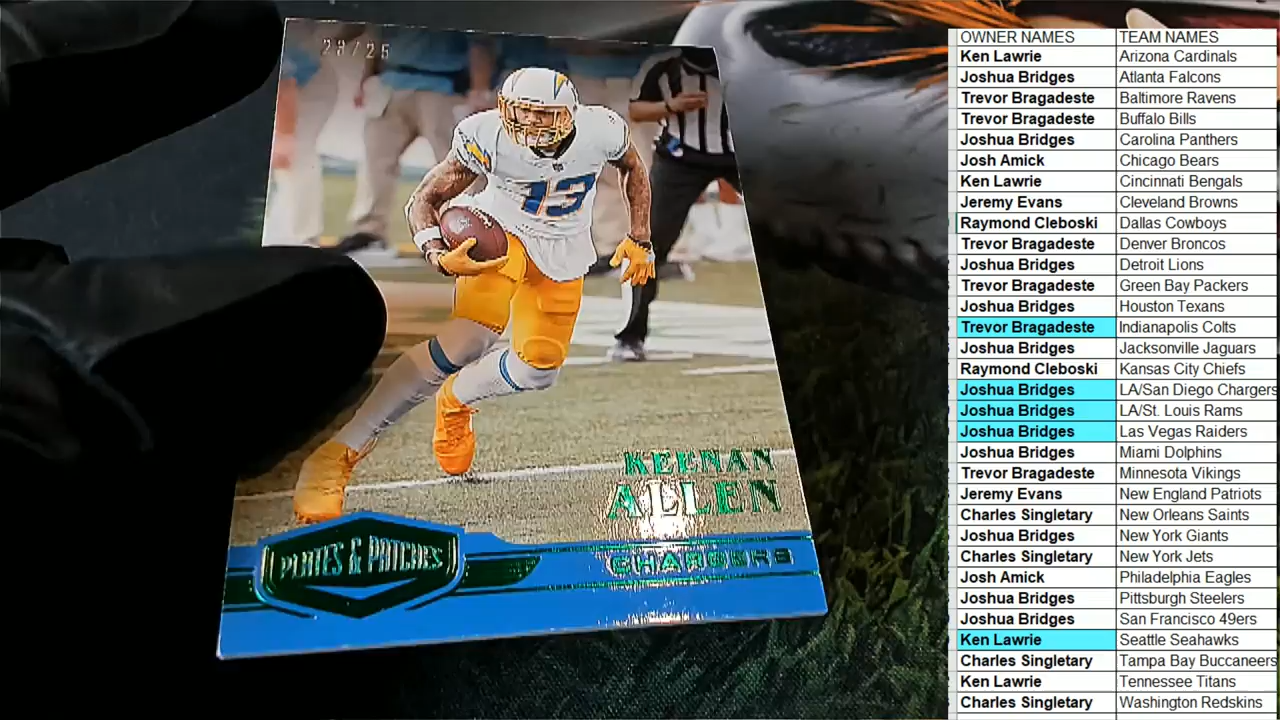 23/25
13
KEENAN
ALLEN
CHARGERS
PLATES & PATCHES
OWNER NAMES TEAM NAMES
Ken Lawrie Arizona Cardinals
Joshua Bridges Atlanta Falcons
Trevor Bragadeste Baltimore Ravens
Trevor Bragadeste Buffalo Bills
Joshua Bridges Carolina Panthers
Josh Amick Chicago Bears
Ken Lawrie Cincinnati Bengals
Jeremy Evans Cleveland Browns
Raymond Cleboski Dallas Cowboys
Trevor Bragadeste Denver Broncos
Joshua Bridges Detroit Lions
Trevor Bragadeste Green Bay Packers
Joshua Bridges Houston Texans
Trevor Bragadeste Indianapolis Colts
Joshua Bridges Jacksonville Jaguars
Raymond Cleboski Kansas City Chiefs
Joshua Bridges LA/San Diego Chargers
Joshua Bridges LA/St. Louis Rams
Joshua Bridges Las Vegas Raiders
Joshua Bridges Miami Dolphins
Trevor Bragadeste Minnesota Vikings
Jeremy Evans New England Patriots
Charles Singletary New Orleans Saints
Joshua Bridges New York Giants
Charles Singletary New York Jets
Josh Amick Philadelphia Eagles
Joshua Bridges Pittsburgh Steelers
Joshua Bridges San Francisco 49ers
Ken Lawrie Seattle Seahawks
Charles Singletary Tampa Bay Buccaneers
Ken Lawrie Tennessee Titans
Charles Singletary Washington Redskins